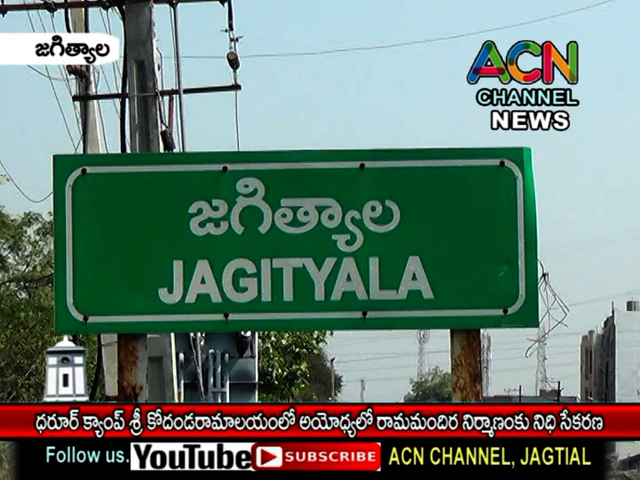 జగిత్యాల
ACN
CHANNEL
NEWS
జగిత్యాల
JAGITYALA
ధరూర్ క్యాంప్ శ్రీ కోదండరామాలయంలో అయోధ్యలో రామమందిర నిర్మాణంకు నిధి సేకరణ
Follow us. YouTube SUBSCRIBE ACN CHANNEL, JAGTIAL